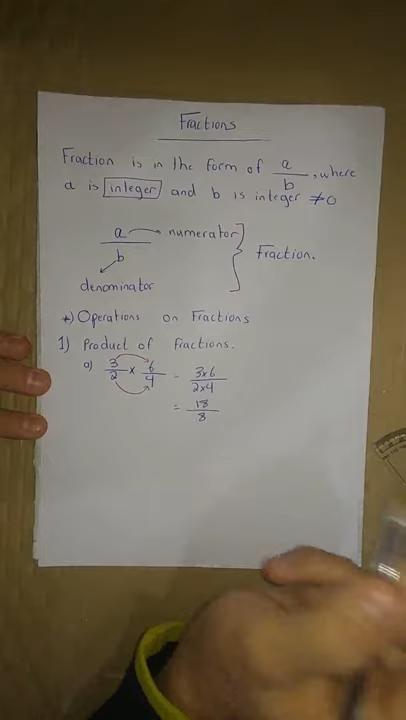 Fractions
Fraction is in the form of a/b, where
a is integer and b is integer ≠0
a → numerator
b
Fraction.
denominator
*) Operations on Fractions
1) Product of fractions.
a) 3/2 x 6/4 = 3x6/2x4
= 18/8